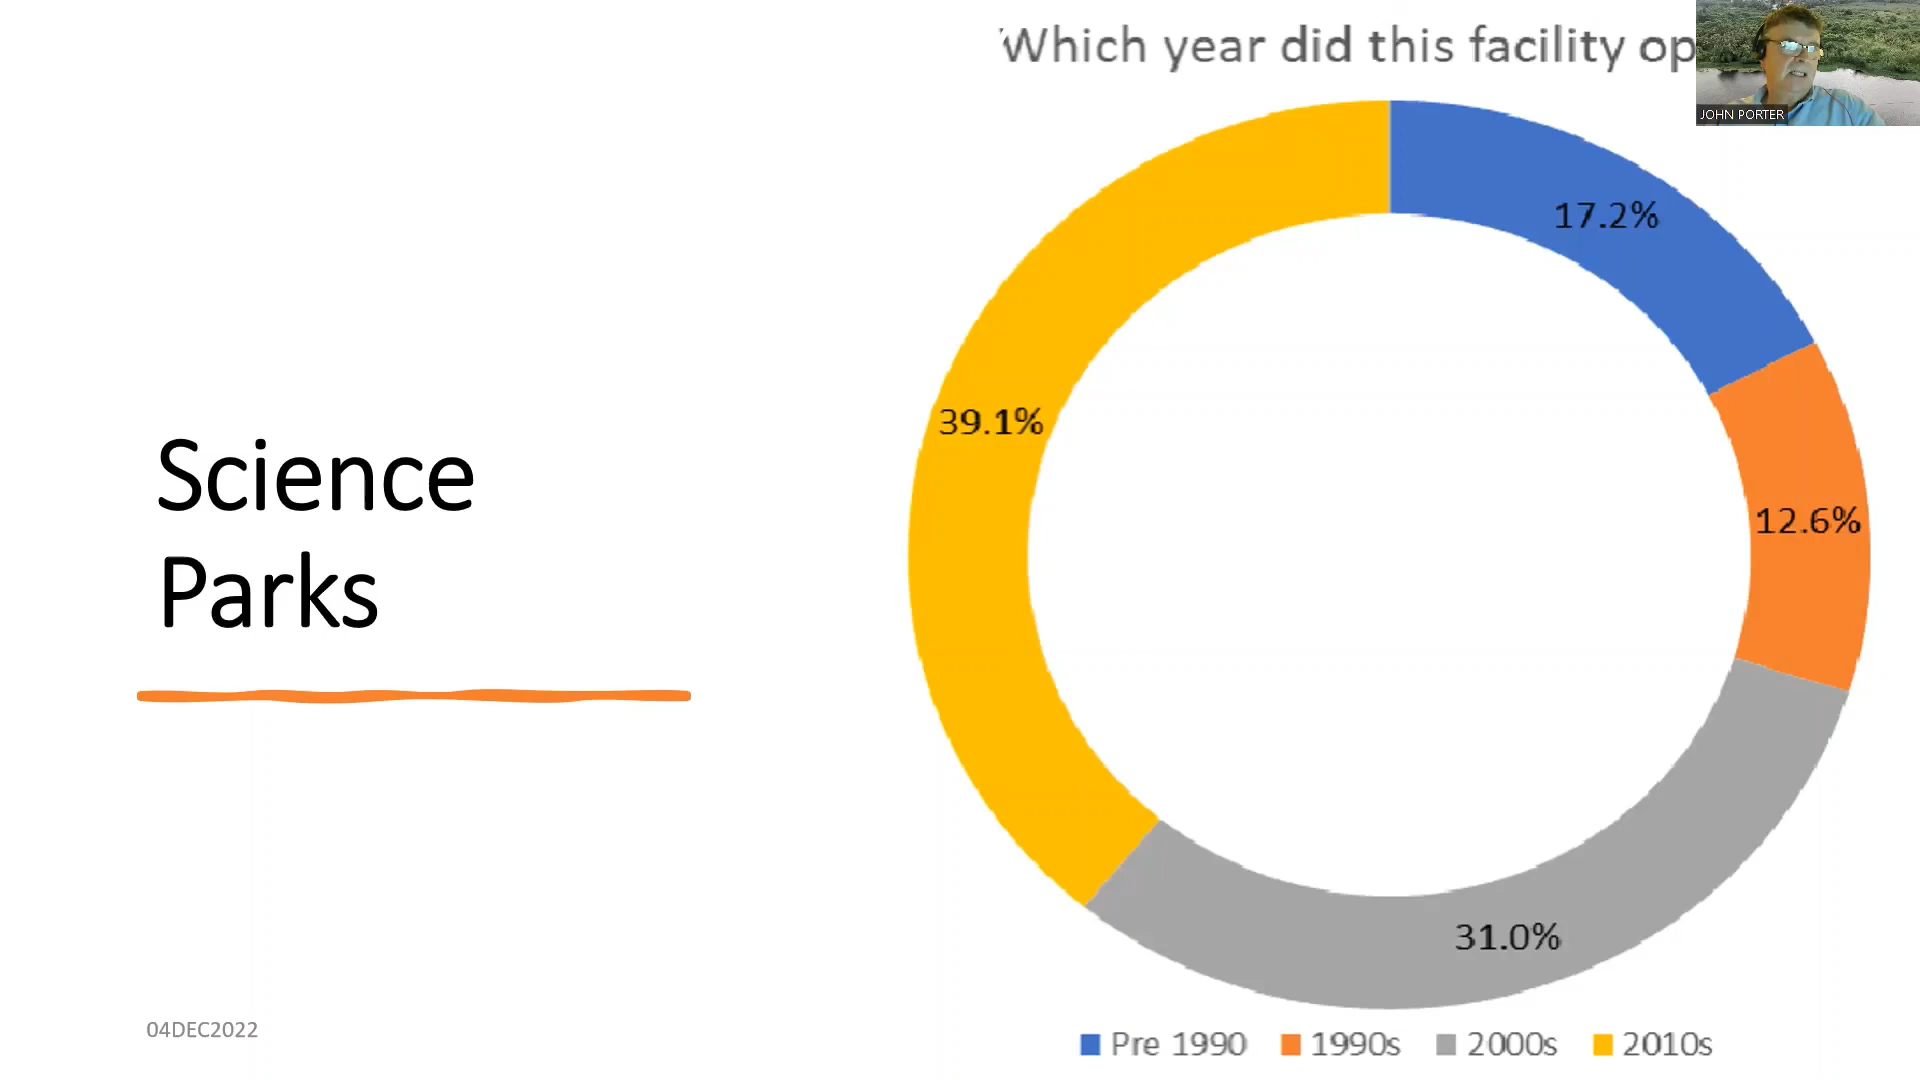 Which year did this facility op
JOHN PORTER
17.2%
39.1%
12.6%
Science
Parks
31.0%
04DEC2022
Pre 1990 1990s 2000s 2010s